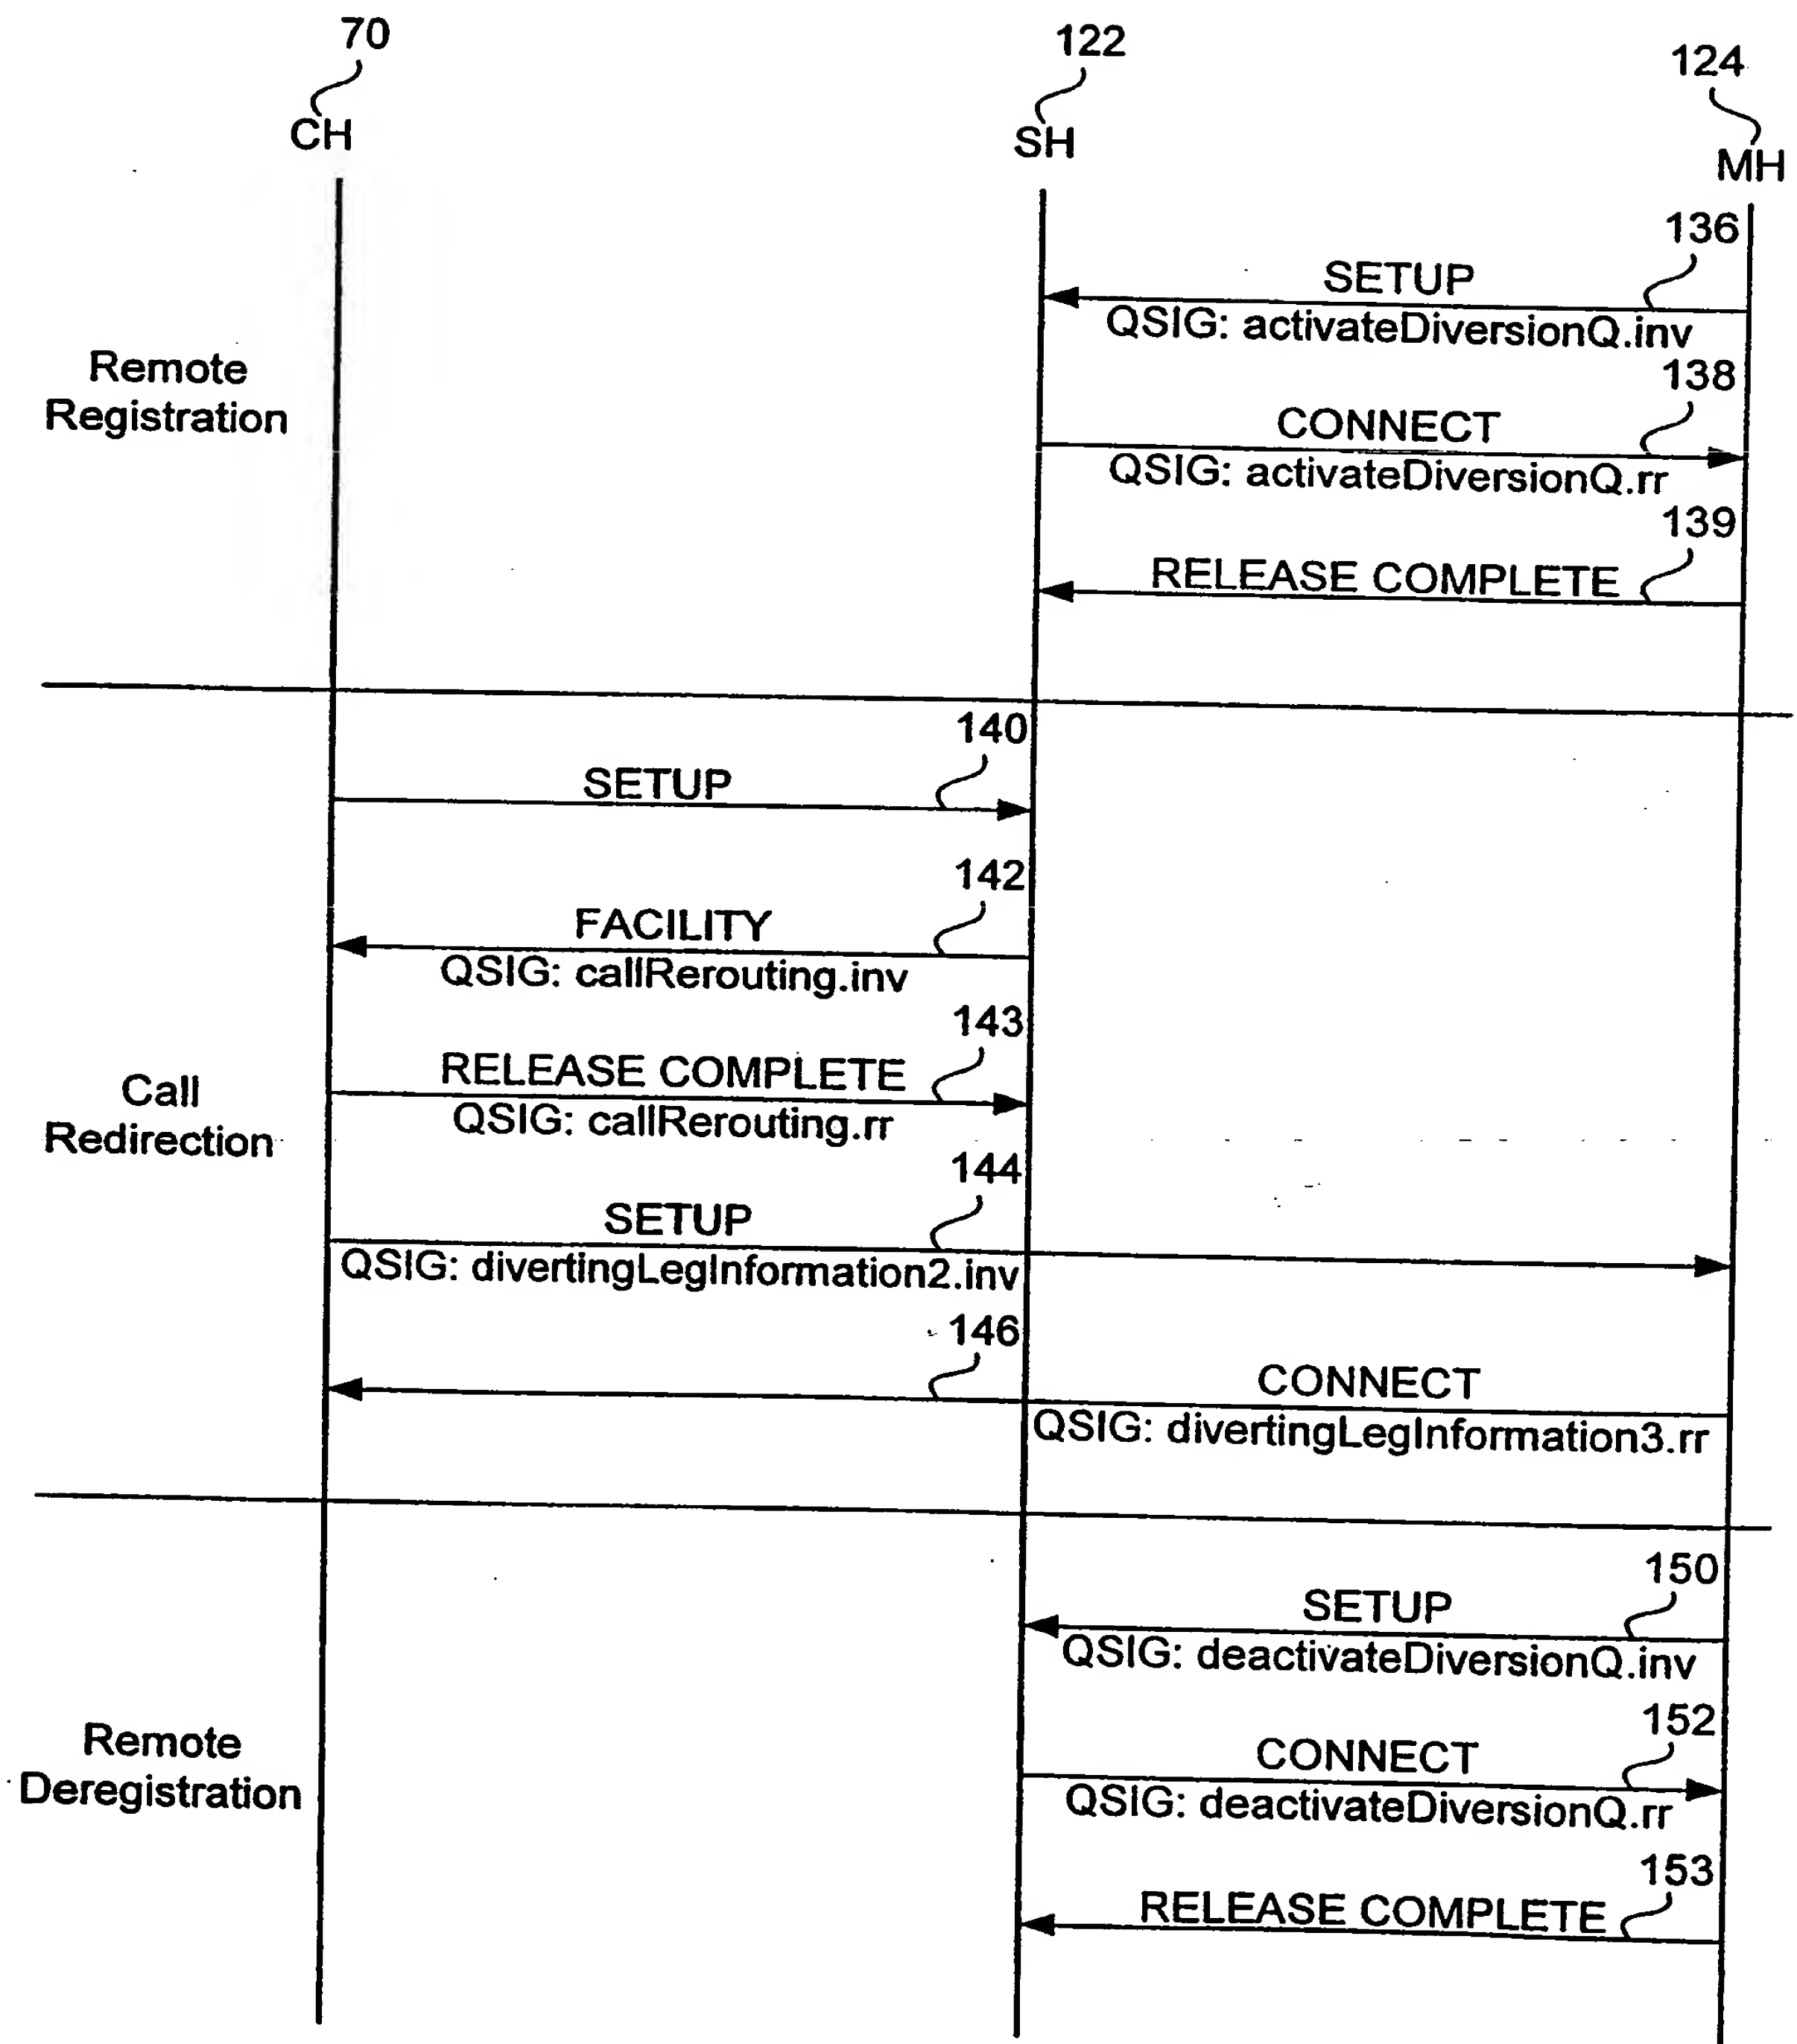 70
122
124
CH
SH
MH
136
SETUP
QSIG: activateDiversionQ.inv
Remote
Registration
138
CONNECT
QSIG: activateDiversionQ.rr
139
RELEASE COMPLETE
140
SETUP
142
FACILITY
QSIG: callRerouting.inv
143
RELEASE COMPLETE
QSIG: callRerouting.rr
Call
Redirection
144
SETUP
QSIG: divertingLegInformation2.inv
146
CONNECT
QSIG: divertingLegInformation3.rr
150
SETUP
QSIG: deactivateDiversionQ.inv
Remote
Deregistration
152
CONNECT
QSIG: deactivateDiversionQ.rr
153
RELEASE COMPLETE